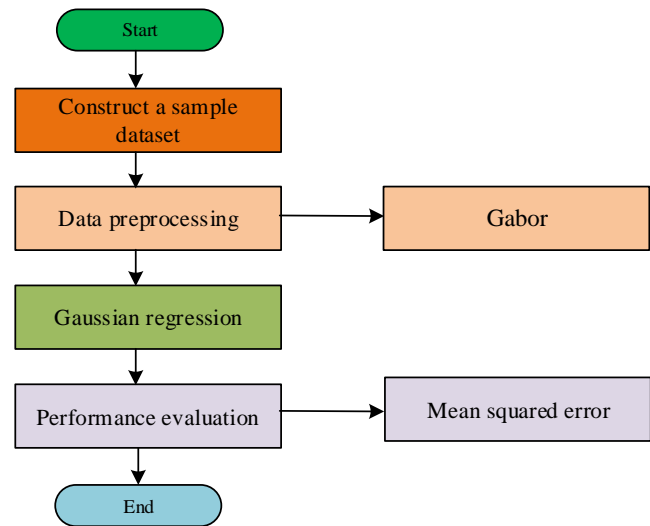 Start
Construct a sample
dataset
Data preprocessing
Gabor
Gaussian regression
Performance evaluation
Mean squared error
End